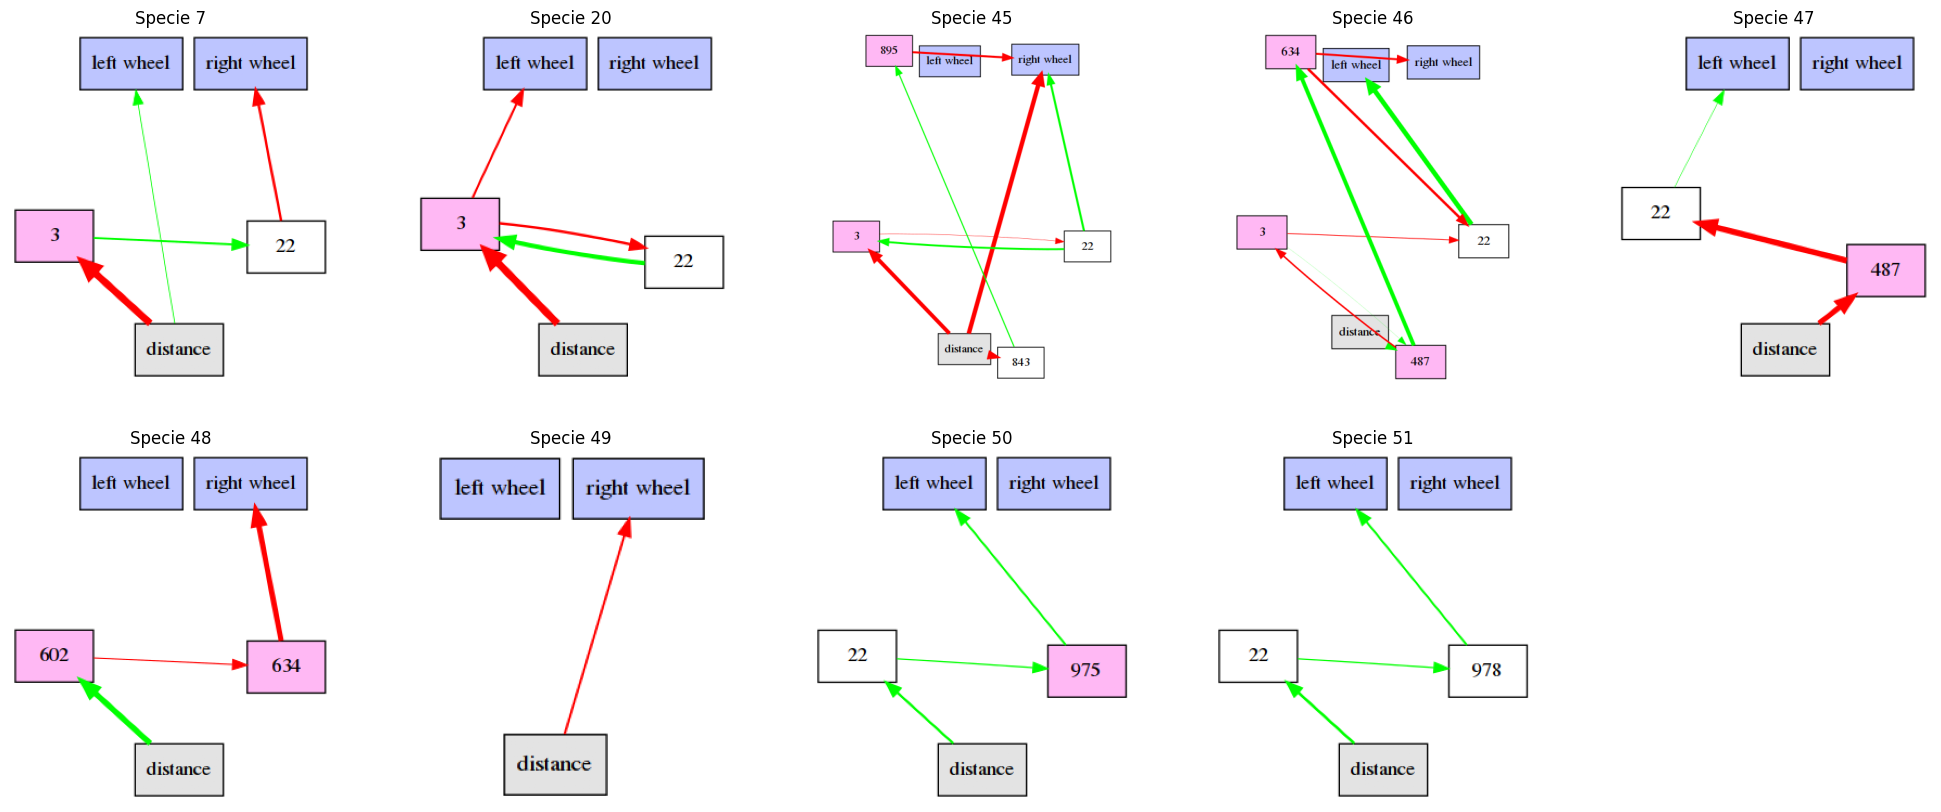 Specie 7
left wheel
right wheel
3
22
distance
Specie 20
left wheel
right wheel
3
22
distance
Specie 45
895
left wheel
right wheel
3
22
distance
843
Specie 46
634
left wheel
right wheel
3
22
distance
487
Specie 47
left wheel
right wheel
22
487
distance
Specie 48
left wheel
right wheel
602
634
distance
Specie 49
left wheel
right wheel
distance
Specie 50
left wheel
right wheel
22
975
distance
Specie 51
left wheel
right wheel
22
978
distance